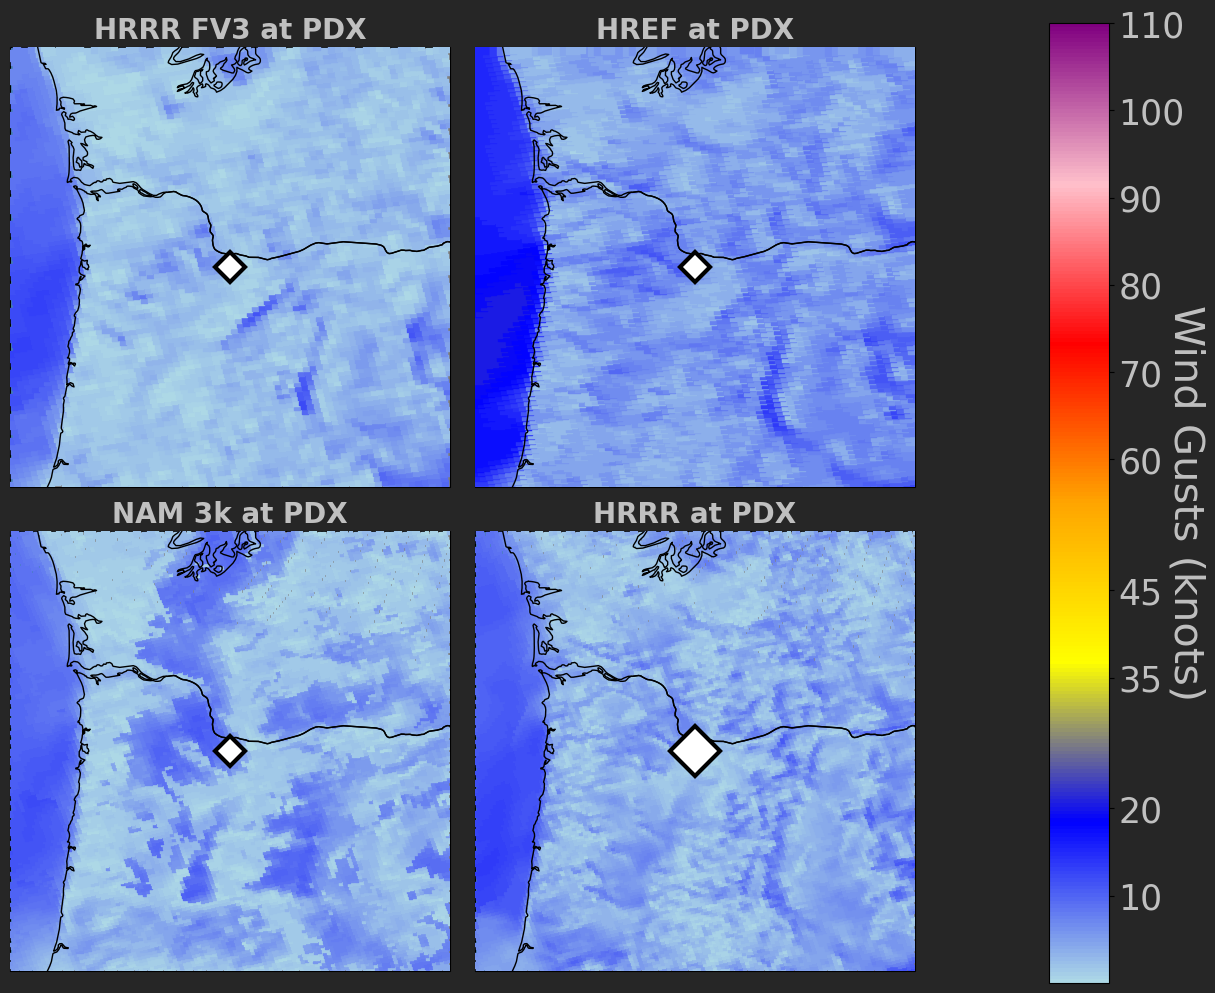 HRRR FV3 at PDX
HREF at PDX
NAM 3k at PDX
HRRR at PDX
110
100
90
80
70
60
45
35
20
10
Wind Gusts (knots)